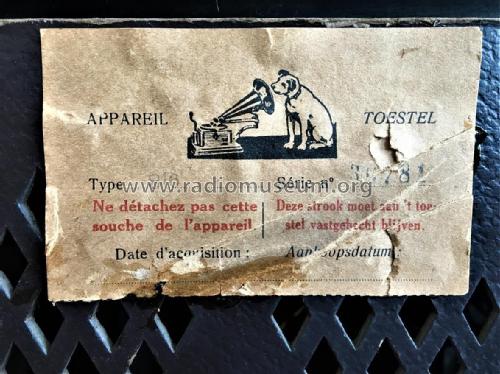 APPAREIL TOESTEL
Type Série n°
www.radiomuseum.org
Ne détachez pas cette Deze strook moet aan 't toe-
souche de l'appareil stel vastgehecht blijven.
Date d'acquisition : Aankoopsdatum :